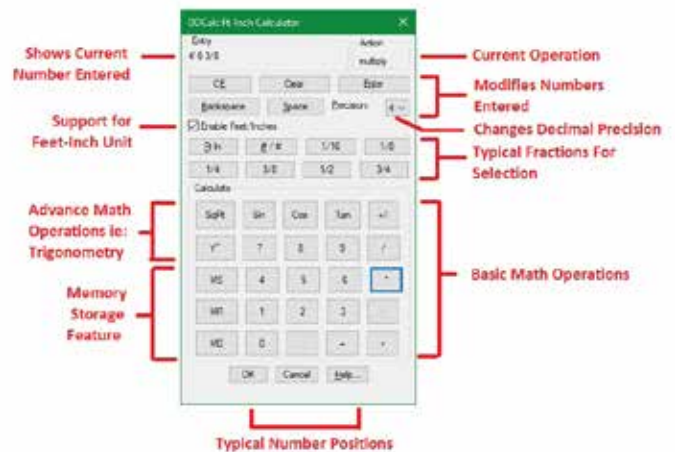 DDCalc Ft-Inch Calculator
Entry
Action
4' 6 3/8
multiply
CE
Clear
Enter
Backspace
Space
Precision
4
Enable Feet/Inches
# / #
1/16
1/8
1/4
3/8
1/2
3/4
Calculate
Sin
Cos
Tan
+/-
7
8
9
/
MS
4
5
6
*
MR
1
2
3
0
OK
Cancel
Help...
Shows Current
Number Entered
Support for
Feet-Inch Unit
Advance Math
Operations ie:
Trigonometry
Memory
Storage
Feature
Current Operation
Modifies Numbers
Entered
Changes Decimal Precision
Typical Fractions For
Selection
Basic Math Operations
Typical Number Positions